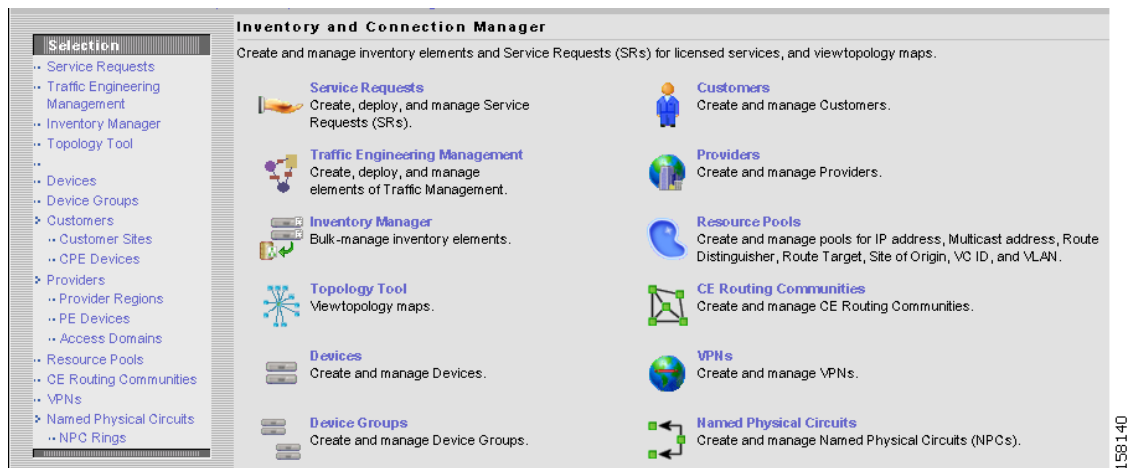 Inventory and Connection Manager
Selection
Service Requests
Traffic Engineering
Management
Inventory Manager
Topology Tool
Devices
Device Groups
Customers
Customer Sites
CPE Devices
Providers
Provider Regions
PE Devices
Access Domains
Resource Pools
CE Routing Communities
VPNs
Named Physical Circuits
NPC Rings
Create and manage inventory elements and Service Requests (SRs) for licensed services, and viewtopology maps.
Service Requests
Create, deploy, and manage Service
Requests (SRs).
Customers
Create and manage Customers.
Traffic Engineering Management
Create, deploy, and manage
elements of Traffic Management.
Providers
Create and manage Providers.
Inventory Manager
Bulk-manage inventory elements.
Resource Pools
Create and manage pools for IP address, Multicast address, Route
Distinguisher, Route Target, Site of Origin, VC ID, and VLAN.
Topology Tool
Viewtopology maps.
CE Routing Communities
Create and manage CE Routing Communities.
Devices
Create and manage Devices.
VPNs
Create and manage VPNs.
Device Groups
Create and manage Device Groups.
Named Physical Circuits
Create and manage Named Physical Circuits (NPCs).
158140